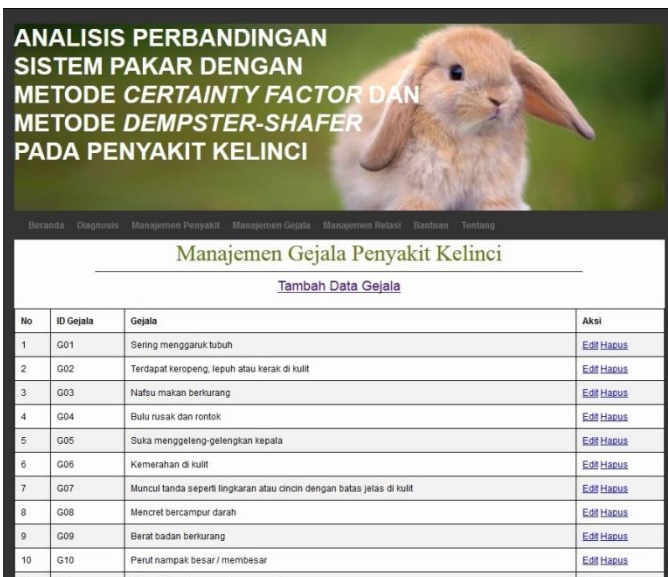 ANALISIS PERBANDINGAN
SISTEM PAKAR DENGAN
METODE CERTAINTY FACTOR DAN
METODE DEMPSTER-SHAFER
PADA PENYAKIT KELINCI
Beranda Diagnosis Manajemen Penyakit Manajemen Gejala Manajemen Relasi Bantuan Tentang
Manajemen Gejala Penyakit Kelinci
Tambah Data Gejala
No ID Gejala Gejala Aksi
1 G01 Sering menggaruk tubuh Edit Hapus
2 G02 Terdapat keropeng, lepuh atau kerak di kulit Edit Hapus
3 G03 Nafsu makan berkurang Edit Hapus
4 G04 Bulu rusak dan rontok Edit Hapus
5 G05 Suka menggeleng-gelengkan kepala Edit Hapus
6 G06 Kemerahan di kulit Edit Hapus
7 G07 Muncul tanda seperti lingkaran atau cincin dengan batas jelas di kulit Edit Hapus
8 G08 Mencret bercampur darah Edit Hapus
9 G09 Berat badan berkurang Edit Hapus
10 G10 Perut nampak besar / membesar Edit Hapus